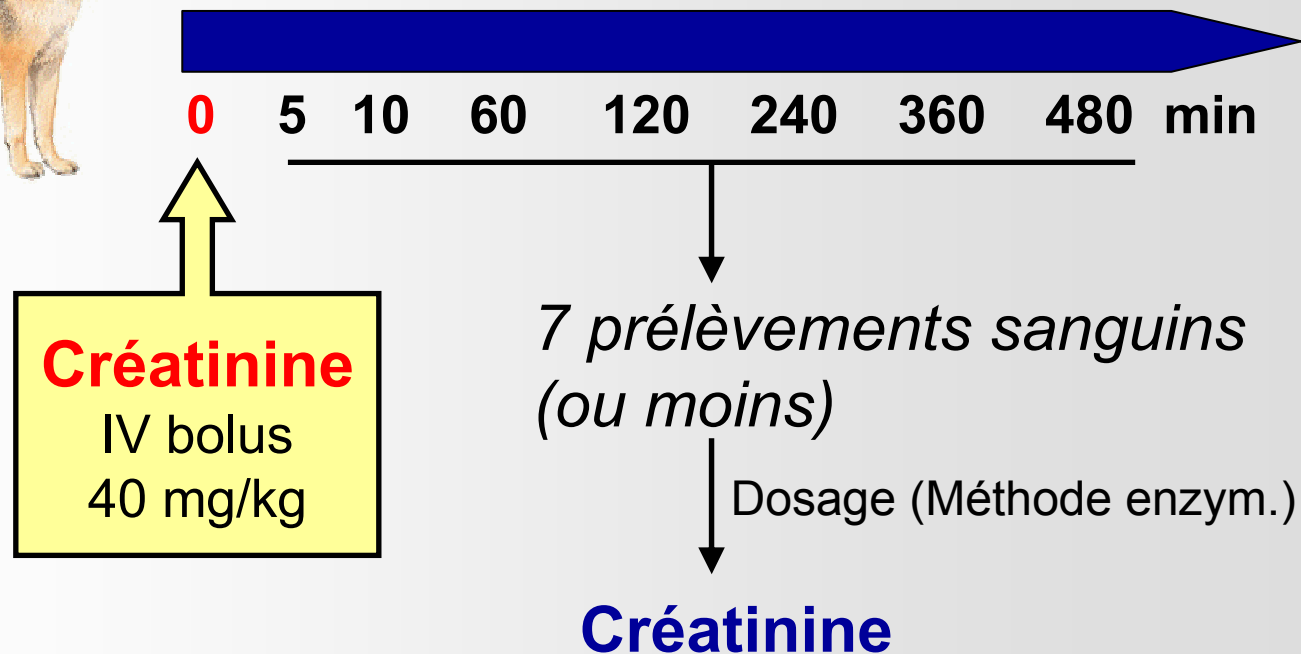 0 5 10 60 120 240 360 480 min
Créatinine
IV bolus
40 mg/kg
7 prélèvements sanguins
(ou moins)
Dosage (Méthode enzym.)
Créatinine